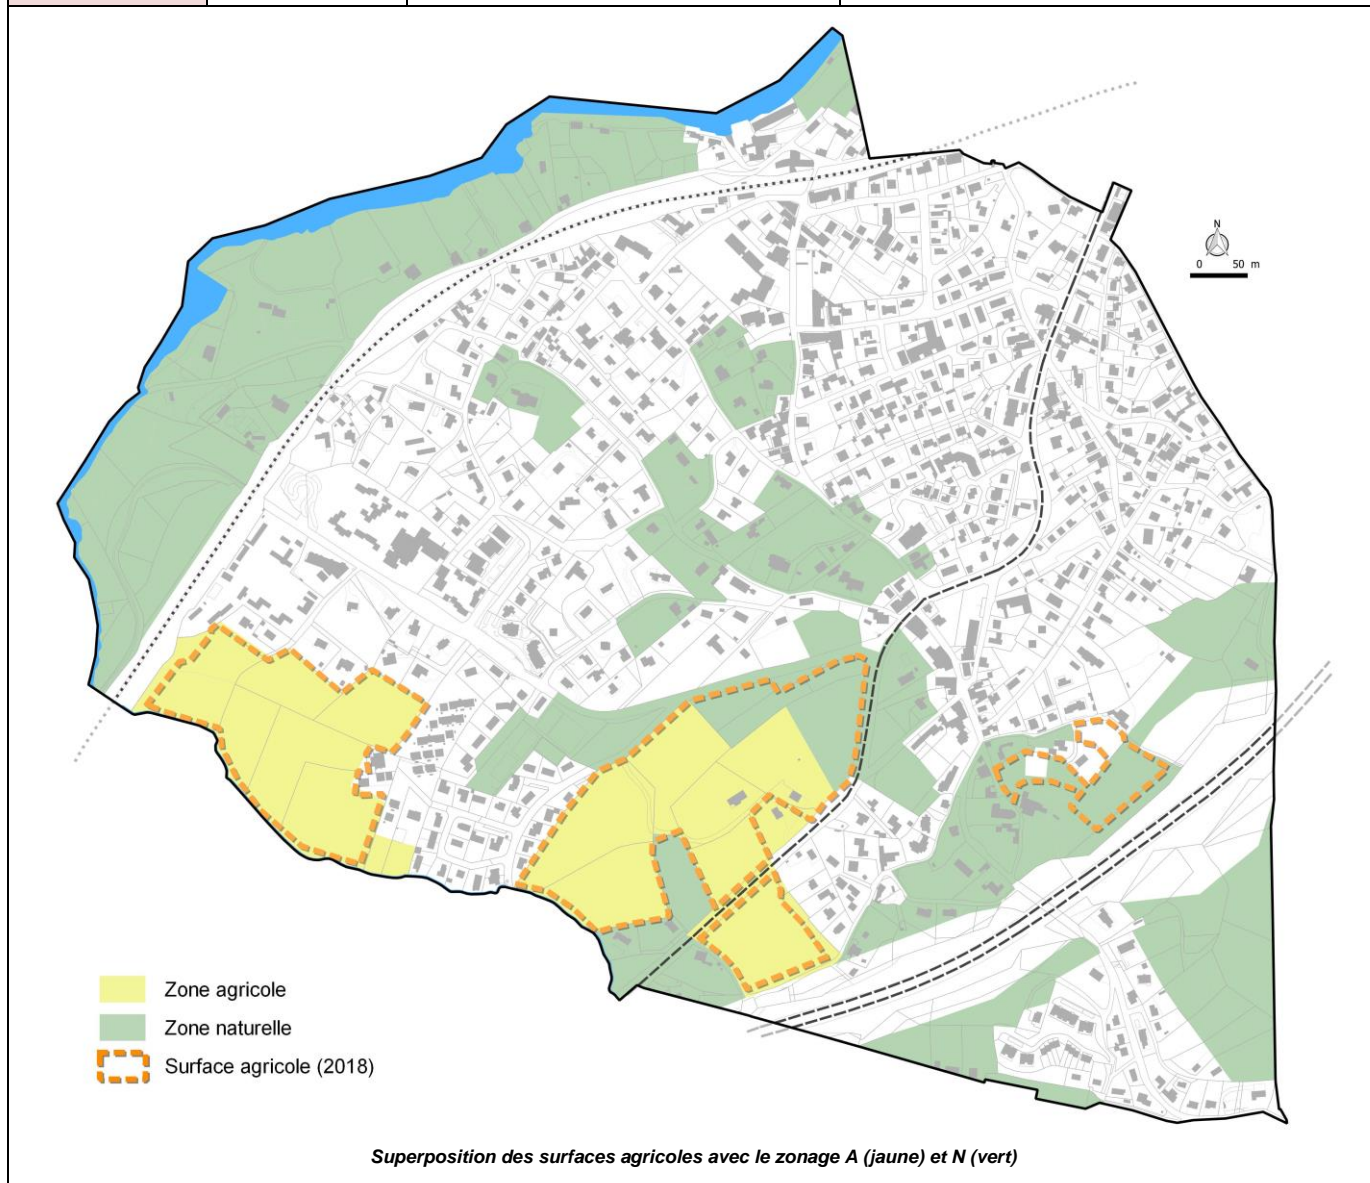 N
0 50 m
Zone agricole
Zone naturelle
Surface agricole (2018)
Superposition des surfaces agricoles avec le zonage A (jaune) et N (vert)